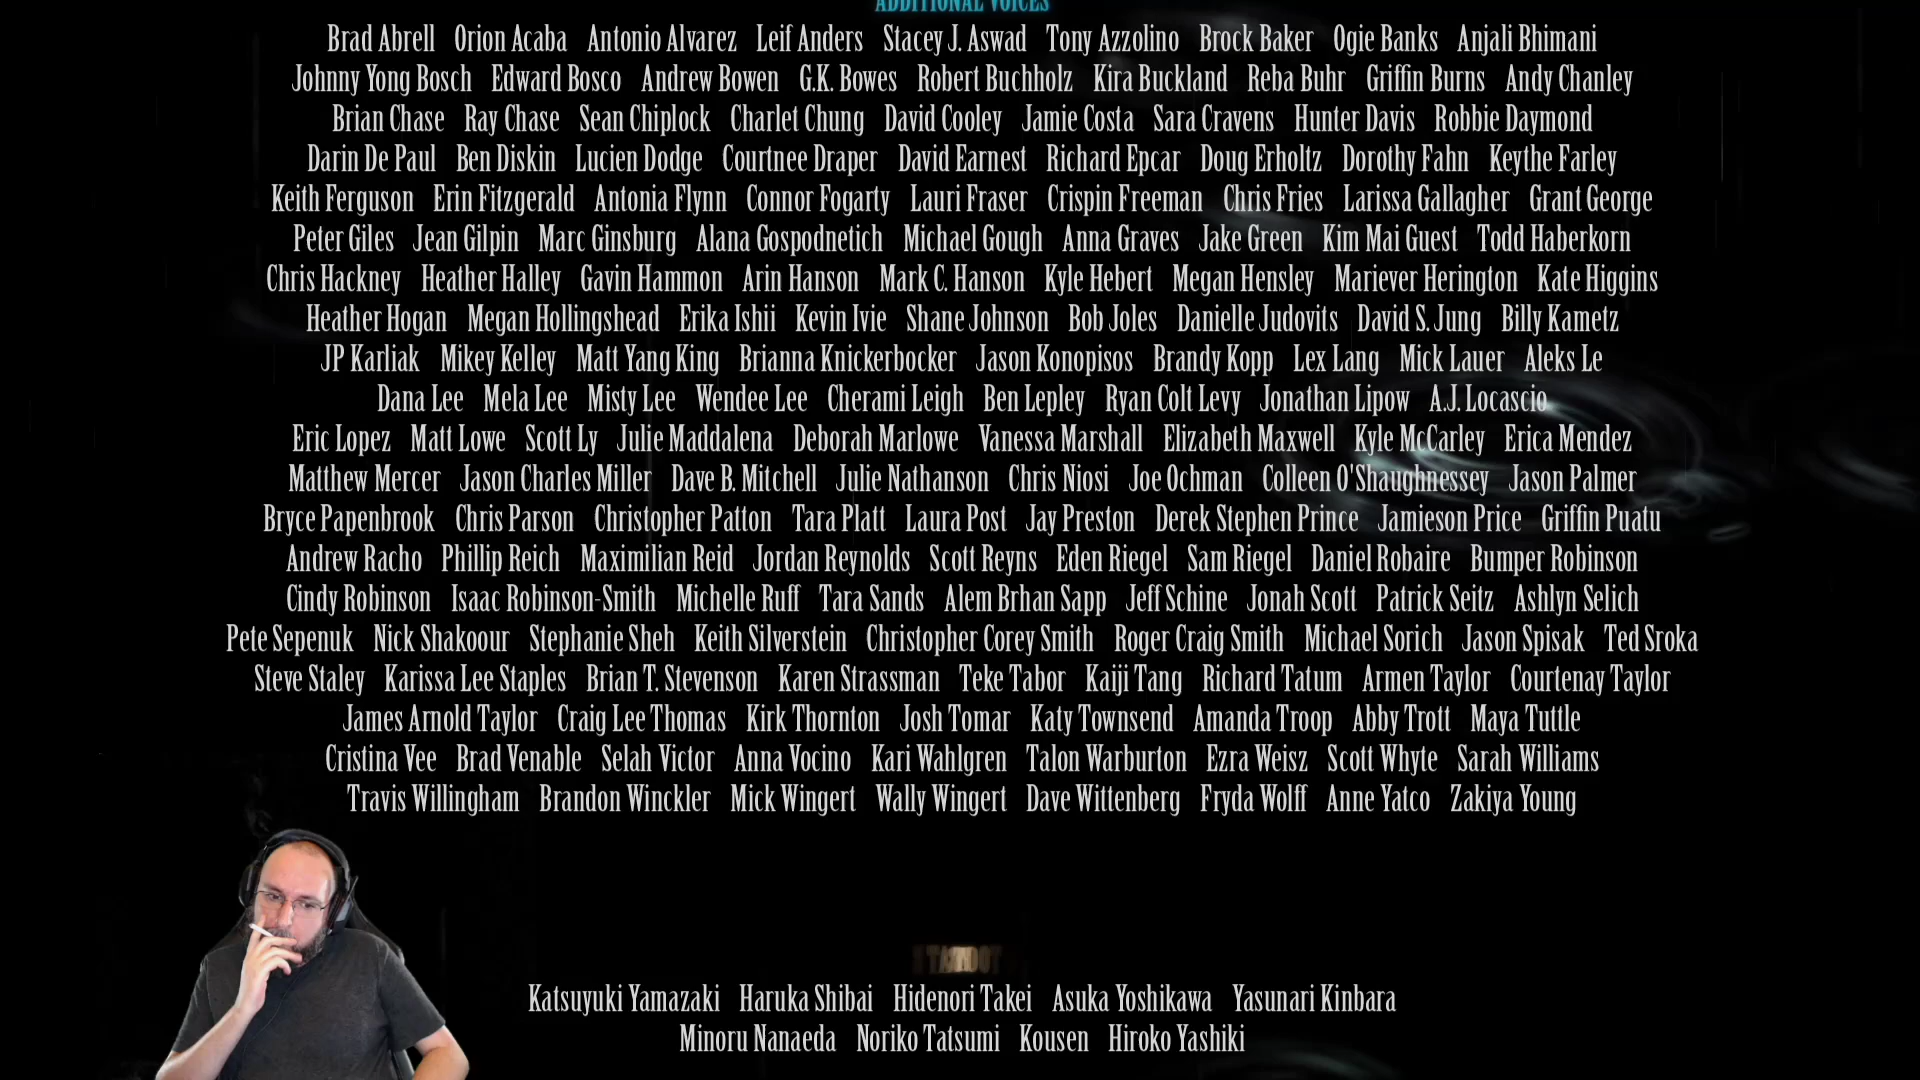 ADDITIONAL VOICES
Brad Abrell Orion Acaba Antonio Alvarez Leif Anders Stacey J. Aswad Tony Azzolino Brock Baker Ogie Banks Anjali Bhimani
Johnny Yong Bosch Edward Bosco Andrew Bowen G.K. Bowes Robert Buchholz Kira Buckland Reba Buhr Griffin Burns Andy Chanley
Brian Chase Ray Chase Sean Chiplock Charlet Chung David Cooley Jamie Costa Sara Cravens Hunter Davis Robbie Daymond
Darin De Paul Ben Diskin Lucien Dodge Courtnee Draper David Earnest Richard Epcar Doug Erholtz Dorothy Fahn Keythe Farley
Keith Ferguson Erin Fitzgerald Antonia Flynn Connor Fogarty Lauri Fraser Crispin Freeman Chris Fries Larissa Gallagher Grant George
Peter Giles Jean Gilpin Marc Ginsburg Alana Gospodnetich Michael Gough Anna Graves Jake Green Kim Mai Guest Todd Haberkorn
Chris Hackney Heather Halley Gavin Hammon Arin Hanson Mark C. Hanson Kyle Hebert Megan Hensley Mariever Herington Kate Higgins
Heather Hogan Megan Hollingshead Erika Ishii Kevin Ivie Shane Johnson Bob Joles Danielle Judovits David S. Jung Billy Kametz
JP Karliak Mikey Kelley Matt Yang King Brianna Knickerbocker Jason Konopisos Brandy Kopp Lex Lang Mick Lauer Aleks Le
Dana Lee Mela Lee Misty Lee Wendee Lee Cherami Leigh Ben Lepley Ryan Colt Levy Jonathan Lipow A.J. Locascio
Eric Lopez Matt Lowe Scott Ly Julie Maddalena Deborah Marlowe Vanessa Marshall Elizabeth Maxwell Kyle McCarley Erica Mendez
Matthew Mercer Jason Charles Miller Dave B. Mitchell Julie Nathanson Chris Niosi Joe Ochman Colleen O'Shaughnessey Jason Palmer
Bryce Papenbrook Chris Parson Christopher Patton Tara Platt Laura Post Jay Preston Derek Stephen Prince Jamieson Price Griffin Puatu
Andrew Racho Phillip Reich Maximilian Reid Jordan Reynolds Scott Reyns Eden Riegel Sam Riegel Daniel Robaire Bumper Robinson
Cindy Robinson Isaac Robinson-Smith Michelle Ruff Tara Sands Alem Brhan Sapp Jeff Schine Jonah Scott Patrick Seitz Ashlyn Selich
Pete Sepenuk Nick Shakoour Stephanie Sheh Keith Silverstein Christopher Corey Smith Roger Craig Smith Michael Sorich Jason Spisak Ted Sroka
Steve Staley Karissa Lee Staples Brian T. Stevenson Karen Strassman Teke Tabor Kaiji Tang Richard Tatum Armen Taylor Courtenay Taylor
James Arnold Taylor Craig Lee Thomas Kirk Thornton Josh Tomar Katy Townsend Amanda Troop Abby Trott Maya Tuttle
Cristina Vee Brad Venable Selah Victor Anna Vocino Kari Wahlgren Talon Warburton Ezra Weisz Scott Whyte Sarah Williams
Travis Willingham Brandon Winckler Mick Wingert Wally Wingert Dave Wittenberg Fryda Wolff Anne Yatco Zakiya Young
Katsuyuki Yamazaki Haruka Shibai Hidenori Takei Asuka Yoshikawa Yasunari Kinbara
Minoru Nanaeda Noriko Tatsumi Kousen Hiroko Yashiki